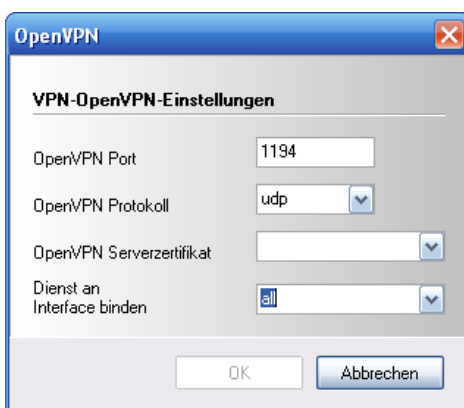 OpenVPN
VPN-OpenVPN-Einstellungen
OpenVPN Port 1194
OpenVPN Protokoll udp
OpenVPN Serverzertifikat
Dienst an
Interface binden all
OK Abbrechen